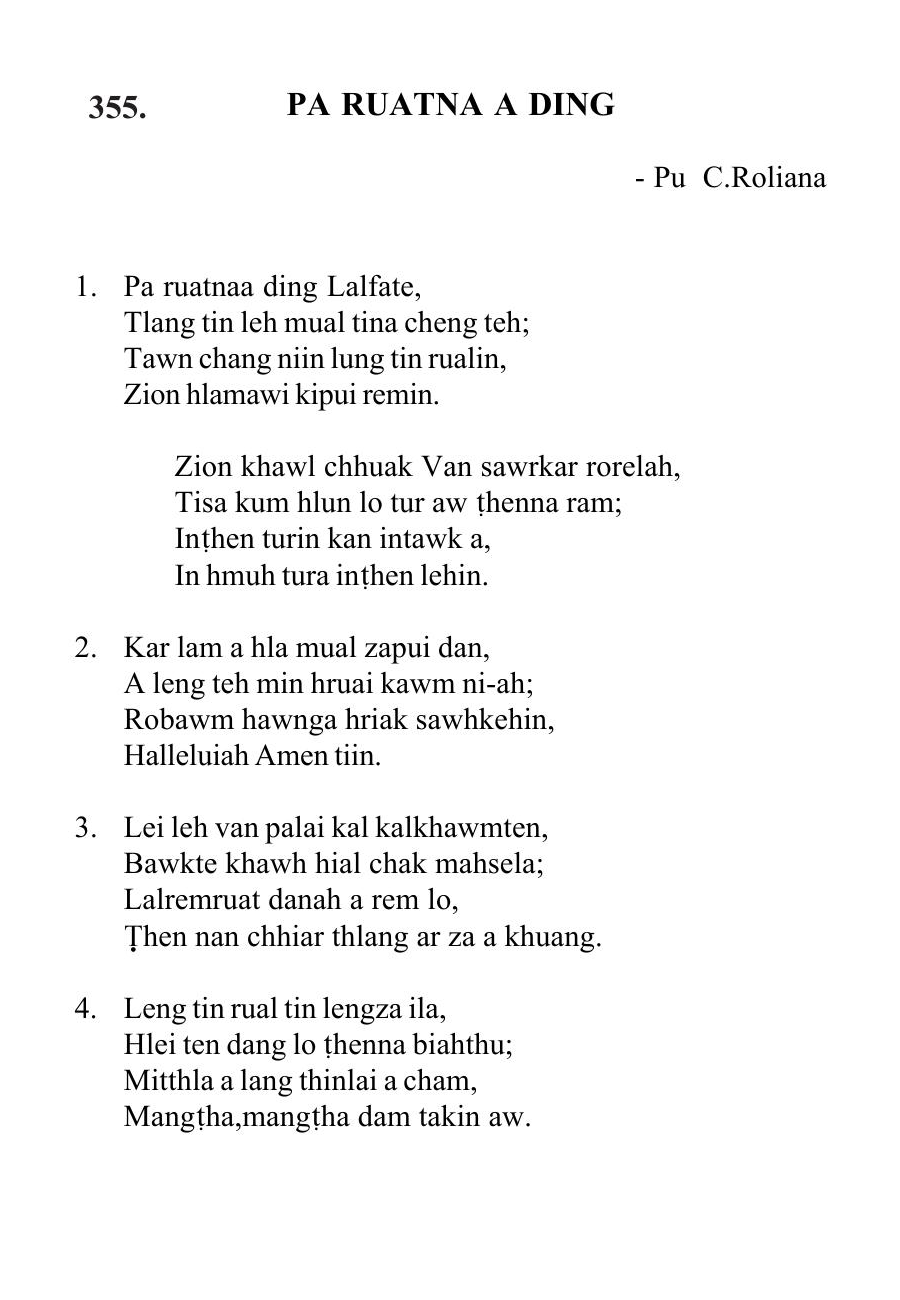 355. PA RUATNA A DING
- Pu C.Roliana
1. Pa ruatnaa ding Lalfate,
Tlang tin leh mual tina cheng teh;
Tawn chang niin lung tin rualin,
Zion hlamawi kipui remin.
Zion khawl chhuak Van sawrkar rorelah,
Tisa kum hlun lo tur aw ṭhenna ram;
Inṭhen turin kan intawk a,
In hmuh tura inṭhen lehin.
2. Kar lam a hla mual zapui dan,
A leng teh min hruai kawm ni-ah;
Robawm hawnga hriak sawhkehin,
Halleluiah Amen tiin.
3. Lei leh van palai kal kalkhawmten,
Bawkte khawh hial chak mahsela;
Lalremruat danah a rem lo,
Ṭhen nan chhiar thlang ar za a khuang.
4. Leng tin rual tin lengza ila,
Hlei ten dang lo ṭhenna biahthu;
Mitthla a lang thinlai a cham,
Mangṭha,mangṭha dam takin aw.